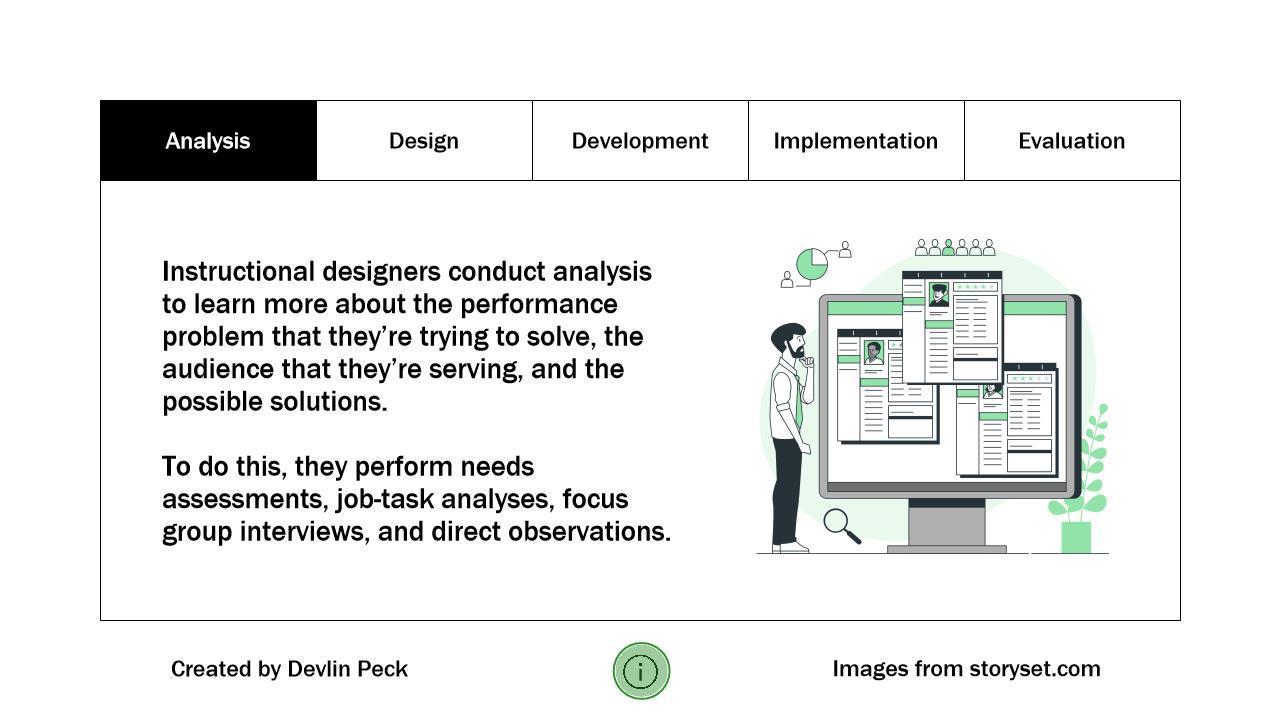 Analysis
Design
Development
Implementation
Evaluation
Instructional designers conduct analysis
to learn more about the performance
problem that they’re trying to solve, the
audience that they’re serving, and the
possible solutions.
To do this, they perform needs
assessments, job-task analyses, focus
group interviews, and direct observations.
Created by Devlin Peck
i
Images from storyset.com